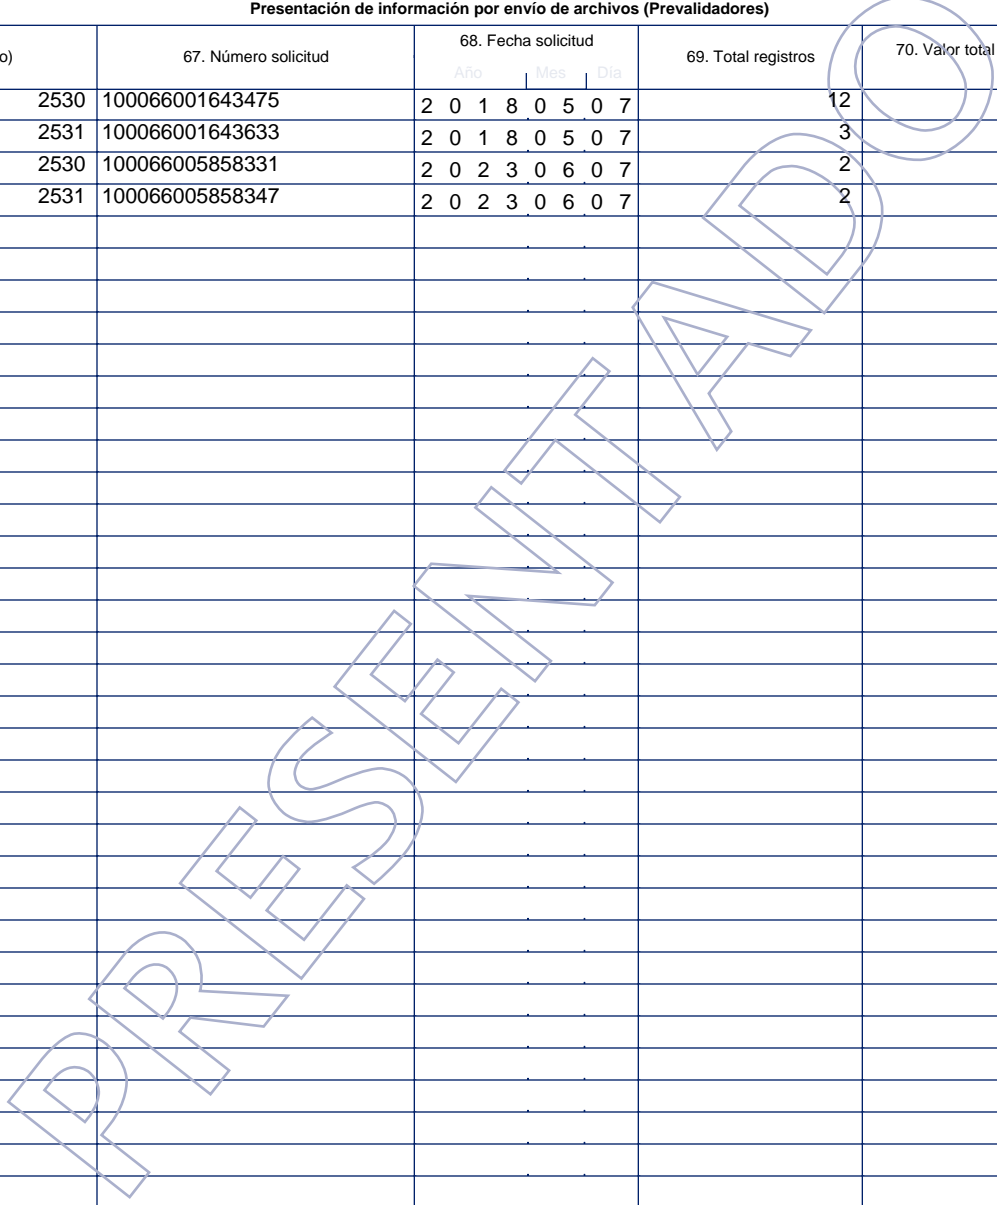 Presentación de información por envío de archivos (Prevalidadores)
o) 67. Número solicitud 68. Fecha solicitud 69. Total registros 70. Valor total
Año Mes Día
2530 100066001643475 2 0 1 8 0 5 0 7 12
2531 100066001643633 2 0 1 8 0 5 0 7 3
2530 100066005858331 2 0 2 3 0 6 0 7 2
2531 100066005858347 2 0 2 3 0 6 0 7 2
PRESENTADO